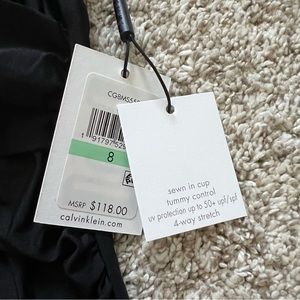 8
MSRP $118.00
calvinklein.com
sewn in cup
tummy control
uv protection up to 50+ upf/spf
4-way stretch